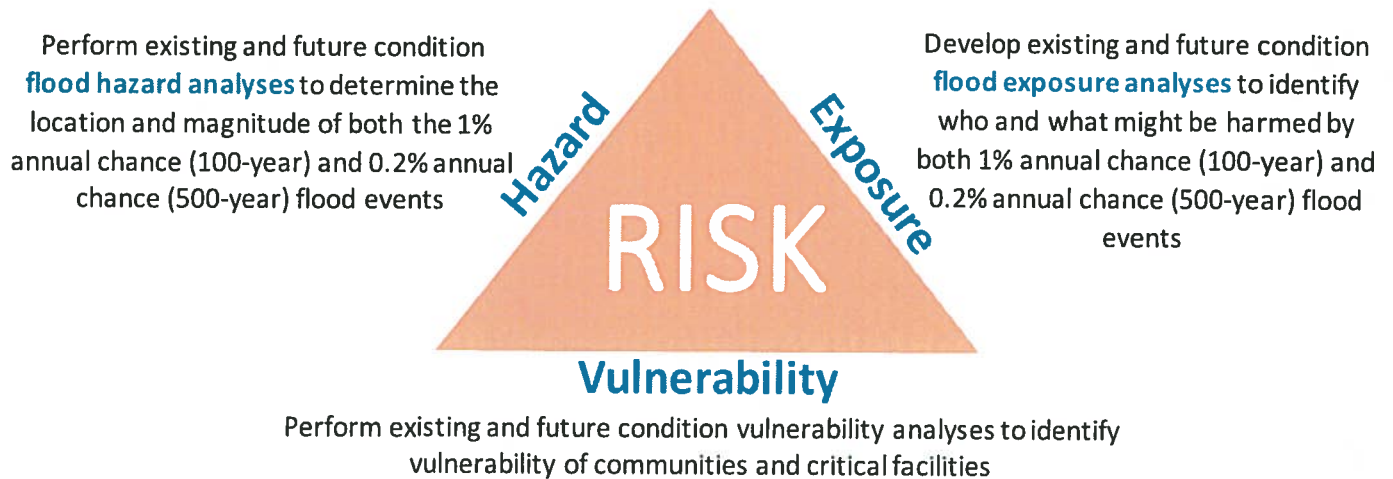 Perform existing and future condition
flood hazard analyses to determine the
location and magnitude of both the 1%
annual chance (100-year) and 0.2% annual
chance (500-year) flood events
Hazard
RISK
Exposure
Develop existing and future condition
flood exposure analyses to identify
who and what might be harmed by
both 1% annual chance (100-year) and
0.2% annual chance (500-year) flood
events
Vulnerability
Perform existing and future condition vulnerability analyses to identify
vulnerability of communities and critical facilities